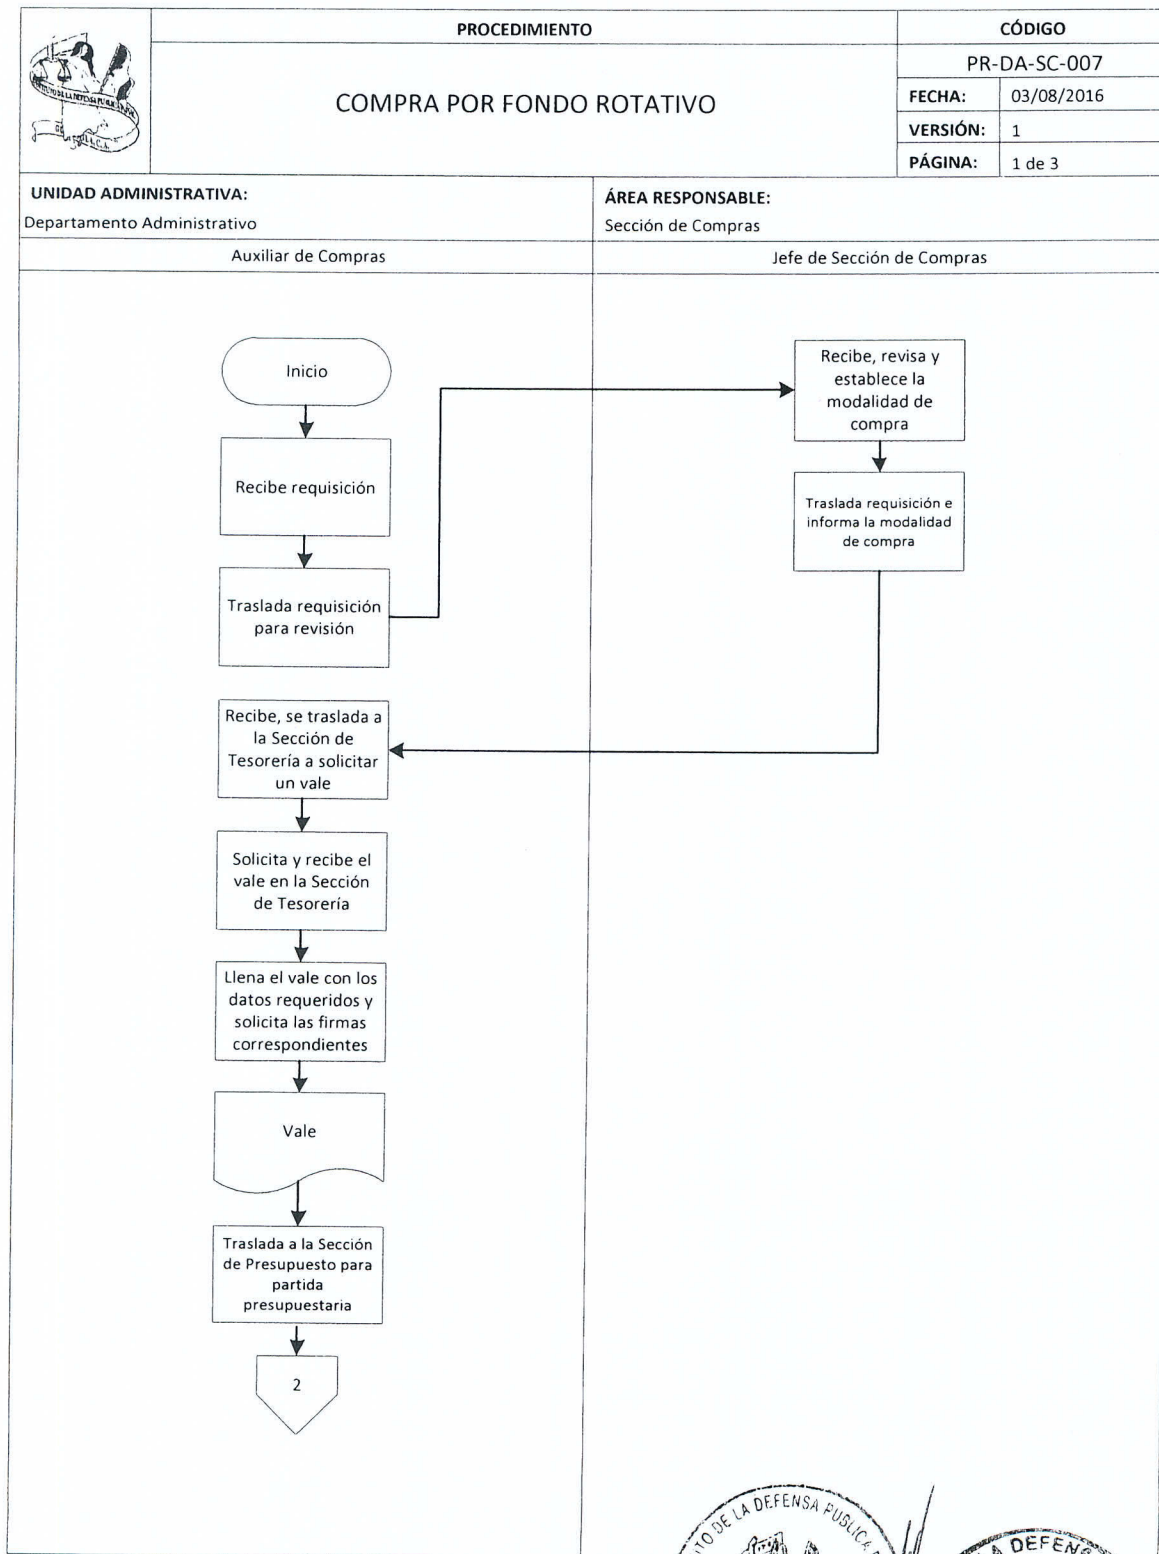 PROCEDIMIENTO
CÓDIGO
COMPRA POR FONDO ROTATIVO
PR-DA-SC-007
FECHA:
03/08/2016
VERSIÓN:
1
PÁGINA:
1 de 3
UNIDAD ADMINISTRATIVA:
Departamento Administrativo
ÁREA RESPONSABLE:
Sección de Compras
Auxiliar de Compras
Jefe de Sección de Compras
Inicio
Recibe requisición
Traslada requisición
para revisión
Recibe, revisa y
establece la
modalidad de
compra
Traslada requisición e
informa la modalidad
de compra
Recibe, se traslada a
la Sección de
Tesorería a solicitar
un vale
Solicita y recibe el
vale en la Sección
de Tesorería
Llena el vale con los
datos requeridos y
solicita las firmas
correspondientes
Vale
Traslada a la Sección
de Presupuesto para
partida
presupuestaria
2
DE LA DEFENSA PUBLICA